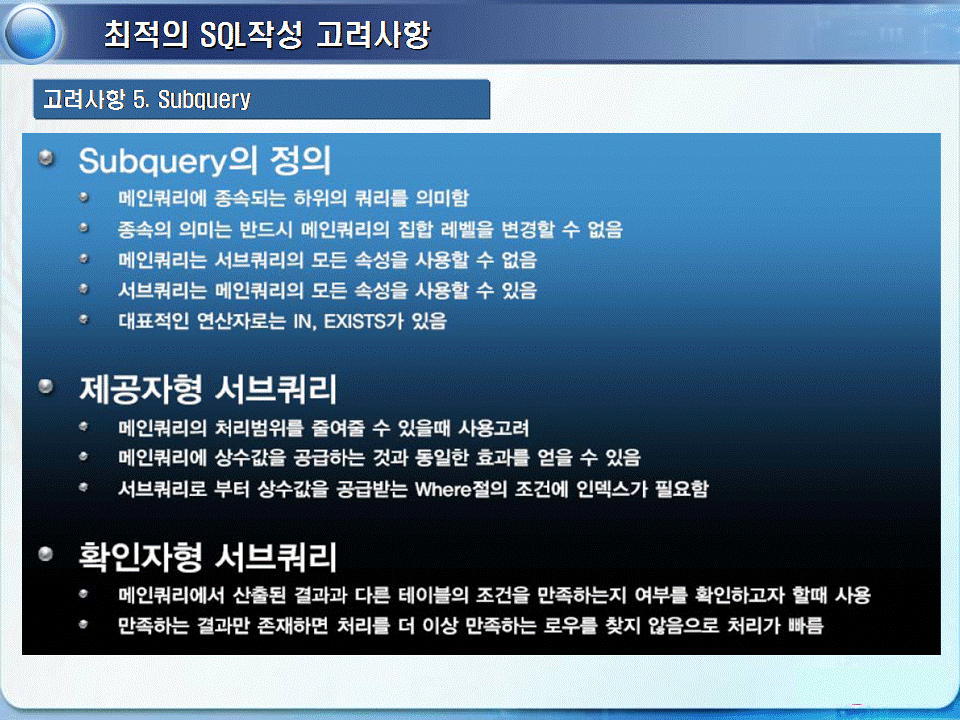 최적의 SQL작성 고려사항
고려사항 5. Subquery
Subquery의 정의
메인쿼리에 종속되는 하위의 쿼리를 의미함
종속의 의미는 반드시 메인쿼리의 집합 레벨을 변경할 수 없음
메인쿼리는 서브쿼리의 모든 속성을 사용할 수 없음
서브쿼리는 메인쿼리의 모든 속성을 사용할 수 있음
대표적인 연산자로는 IN, EXISTS가 있음
제공자형 서브쿼리
메인쿼리의 처리범위를 줄여줄 수 있을때 사용고려
메인쿼리에 상수값을 공급하는 것과 동일한 효과를 얻을 수 있음
서브쿼리로 부터 상수값을 공급받는 Where절의 조건에 인덱스가 필요함
확인자형 서브쿼리
메인쿼리에서 산출된 결과과 다른 테이블의 조건을 만족하는지 여부를 확인하고자 할때 사용
만족하는 결과만 존재하면 처리를 더 이상 만족하는 로우를 찾지 않음으로 처리가 빠름